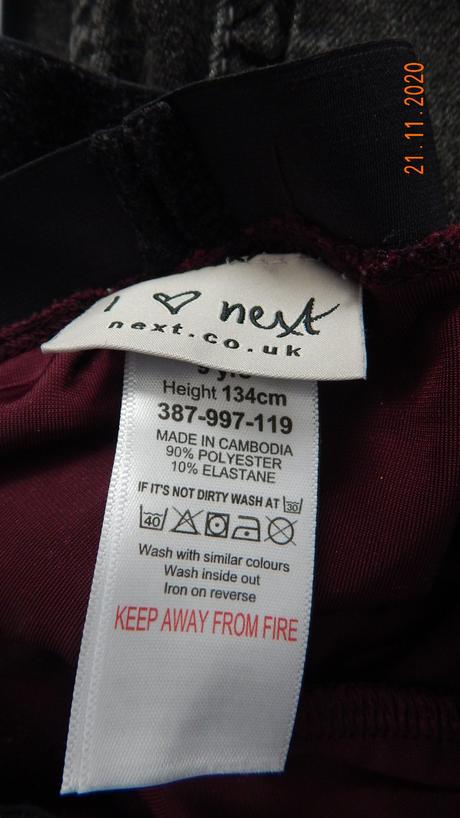 21.11.2020
I ♡ next
next.co.uk
Height 134cm
387-997-119
MADE IN CAMBODIA
90% POLYESTER
10% ELASTANE
IF IT'S NOT DIRTY WASH AT 30
40
Wash with similar colours
Wash inside out
Iron on reverse
KEEP AWAY FROM FIRE